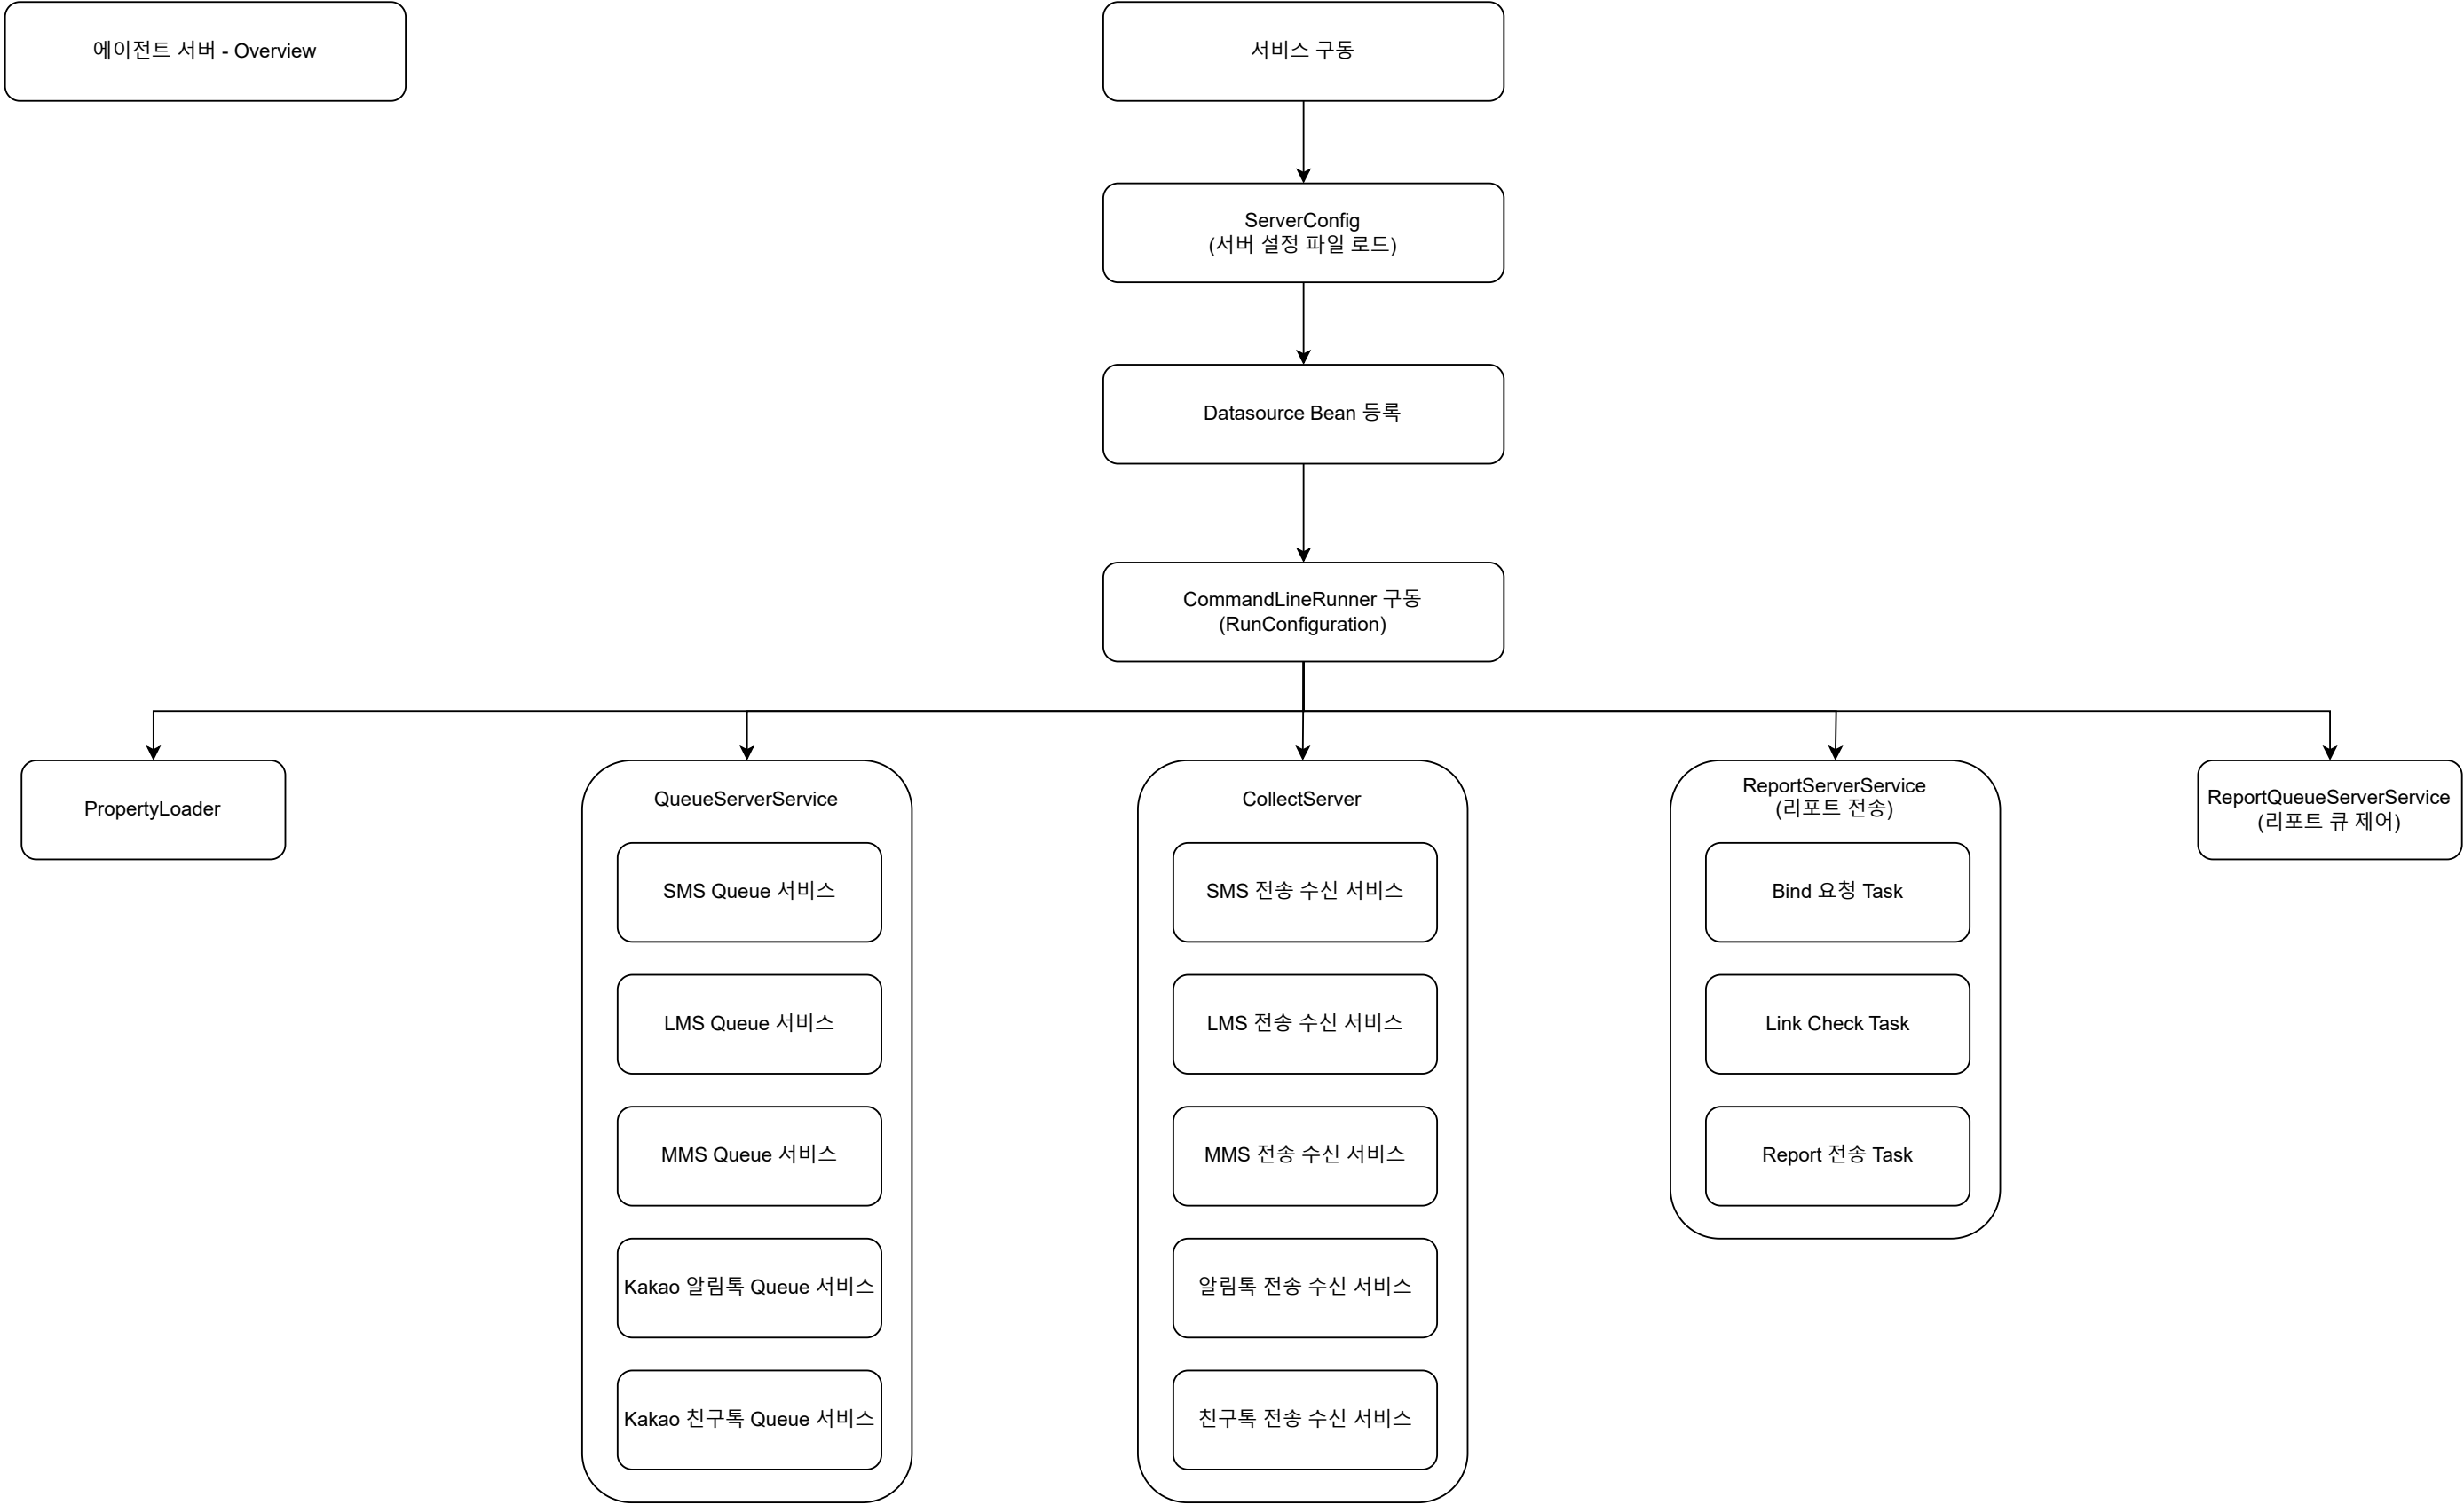 에이전트 서버 - Overview
서비스 구동
ServerConfig
(서버 설정 파일 로드)
Datasource Bean 등록
CommandLineRunner 구동
(RunConfiguration)
PropertyLoader
QueueServerService
SMS Queue 서비스
LMS Queue 서비스
MMS Queue 서비스
Kakao 알림톡 Queue 서비스
Kakao 친구톡 Queue 서비스
CollectServer
SMS 전송 수신 서비스
LMS 전송 수신 서비스
MMS 전송 수신 서비스
알림톡 전송 수신 서비스
친구톡 전송 수신 서비스
ReportServerService
(리포트 전송)
Bind 요청 Task
Link Check Task
Report 전송 Task
ReportQueueServerService
(리포트 큐 제어)